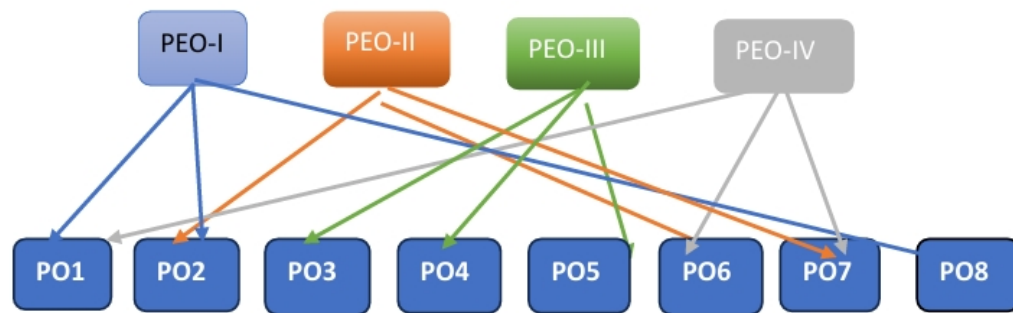 PEO-I
PEO-II
PEO-III
PEO-IV
PO1
PO2
PO3
PO4
PO5
PO6
PO7
PO8